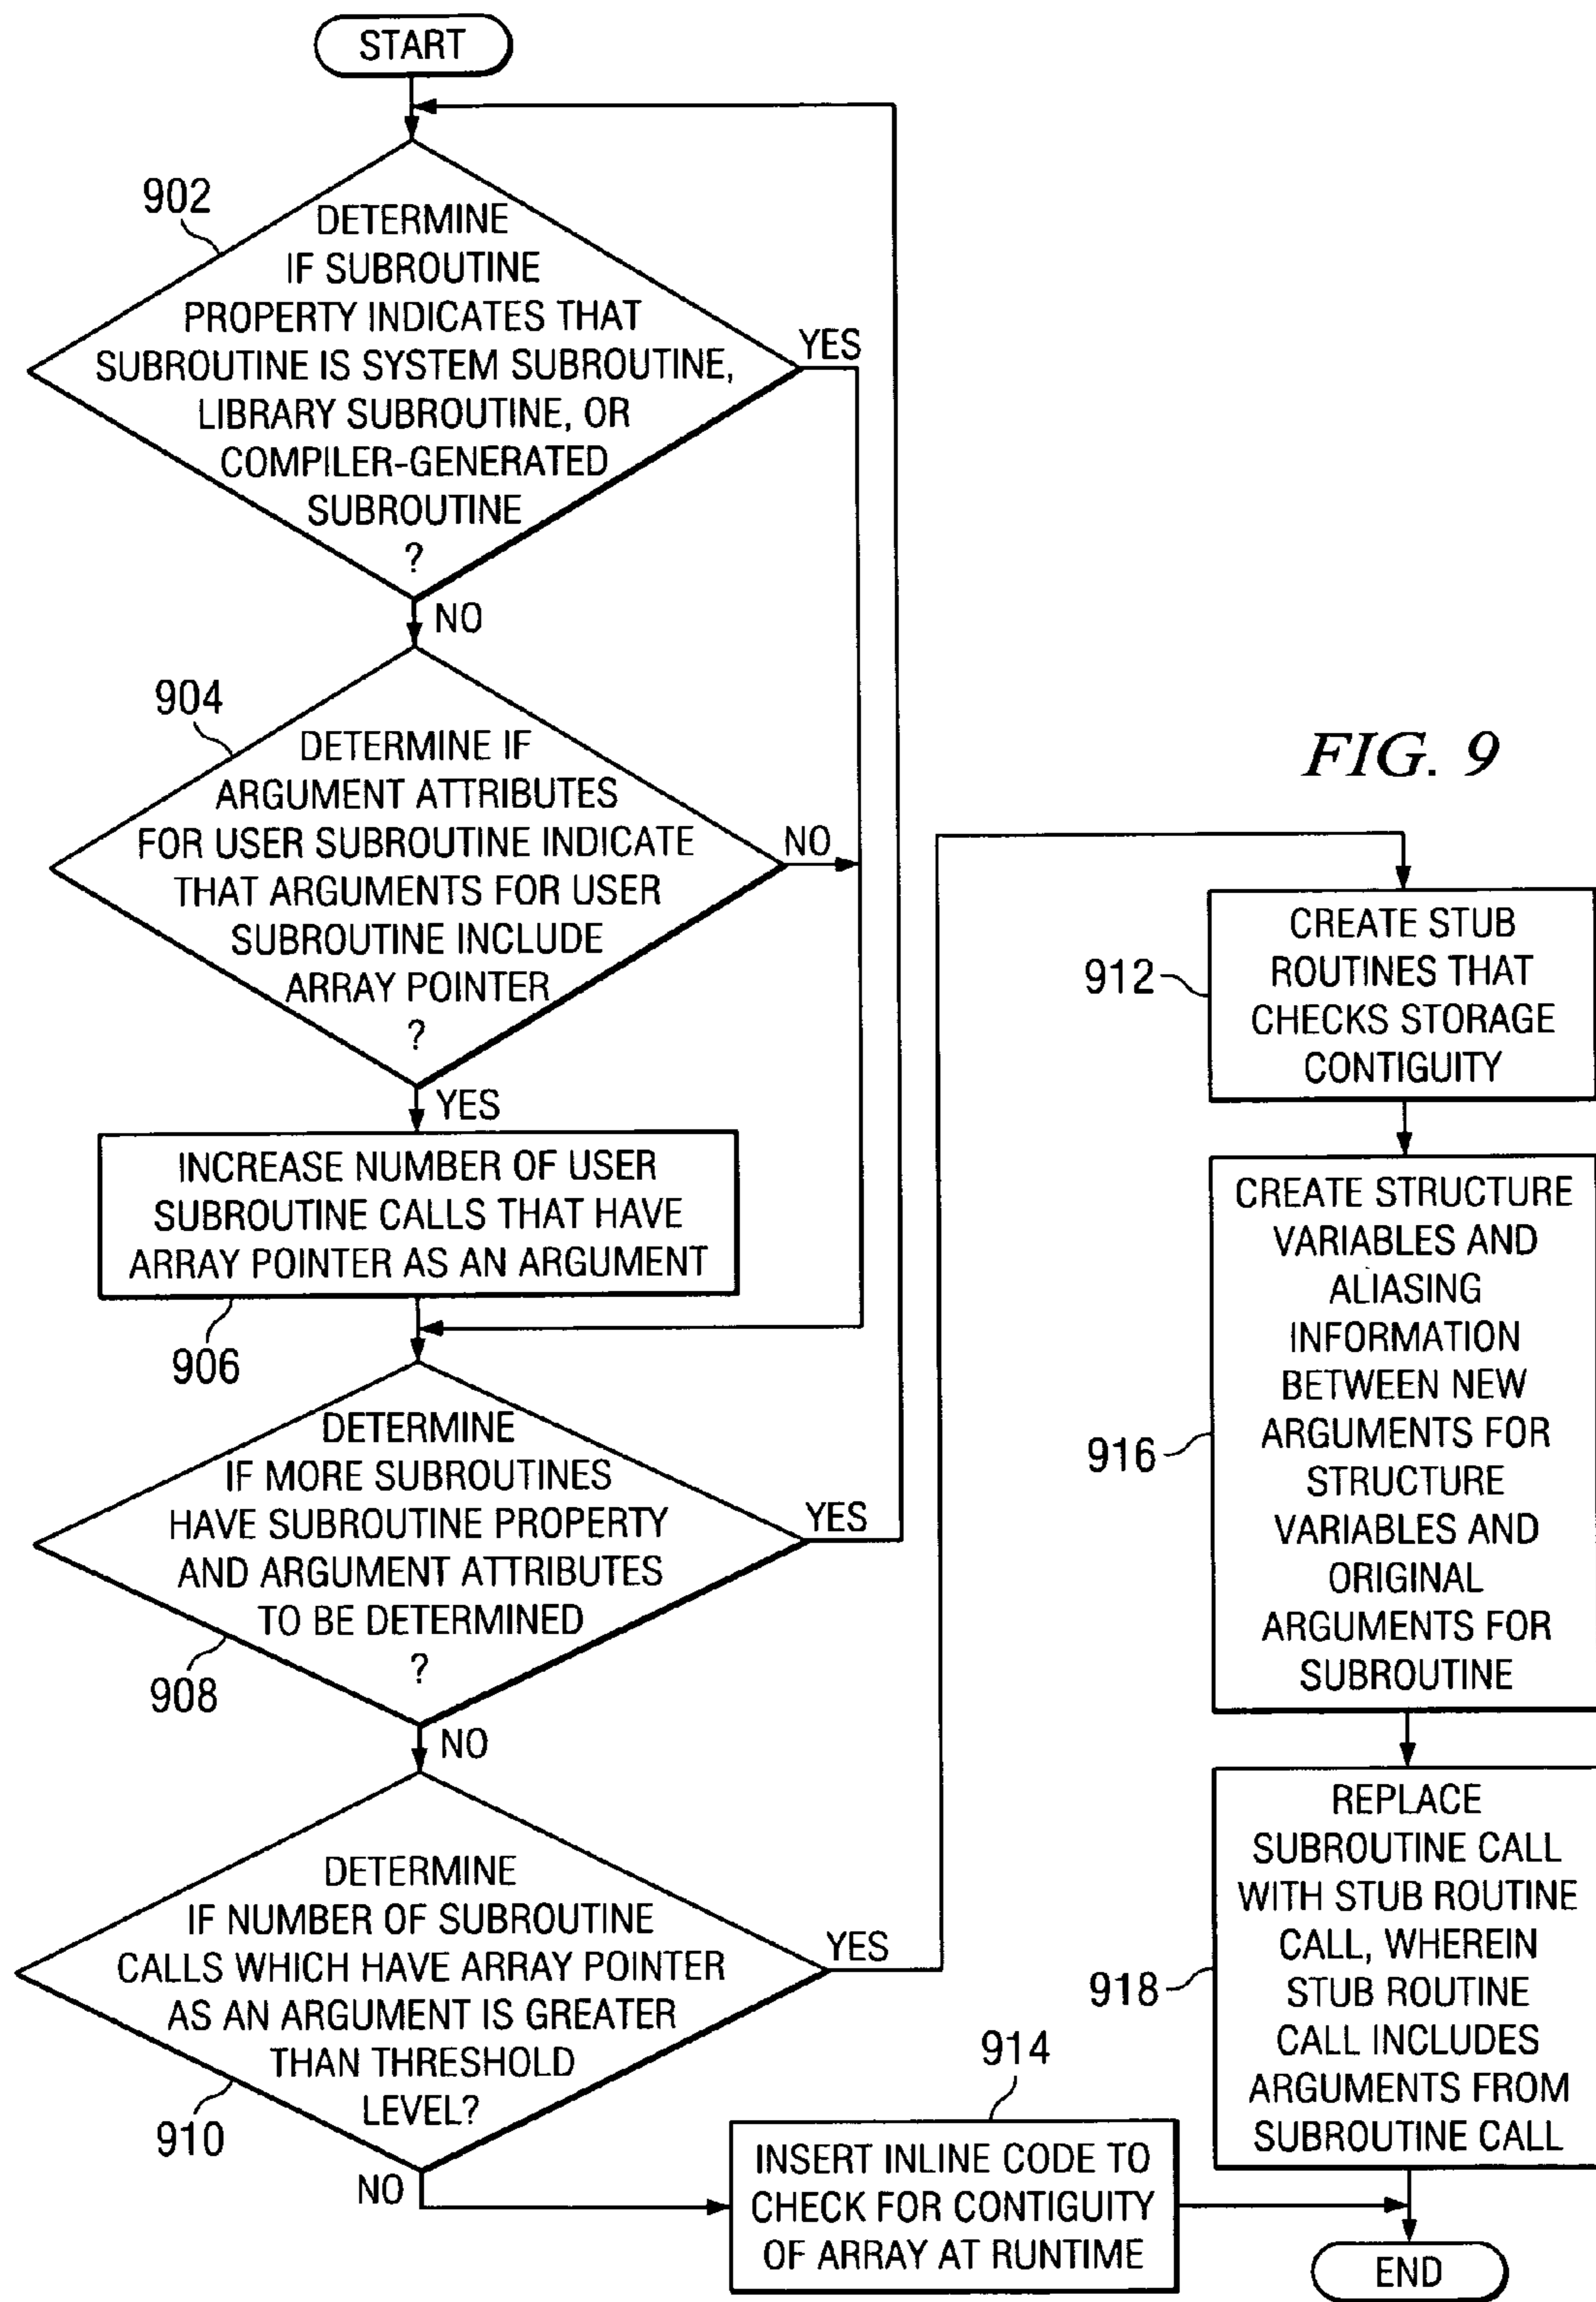 START
902
DETERMINE
IF SUBROUTINE
PROPERTY INDICATES THAT
SUBROUTINE IS SYSTEM SUBROUTINE,
LIBRARY SUBROUTINE, OR
COMPILER-GENERATED
SUBROUTINE
?
YES
NO
904
DETERMINE IF
ARGUMENT ATTRIBUTES
FOR USER SUBROUTINE INDICATE
THAT ARGUMENTS FOR USER
SUBROUTINE INCLUDE
ARRAY POINTER
?
NO
YES
INCREASE NUMBER OF USER
SUBROUTINE CALLS THAT HAVE
ARRAY POINTER AS AN ARGUMENT
906
DETERMINE
IF MORE SUBROUTINES
HAVE SUBROUTINE PROPERTY
AND ARGUMENT ATTRIBUTES
TO BE DETERMINED
?
YES
908
NO
DETERMINE
IF NUMBER OF SUBROUTINE
CALLS WHICH HAVE ARRAY POINTER
AS AN ARGUMENT IS GREATER
THAN THRESHOLD
LEVEL?
YES
910
NO
914
INSERT INLINE CODE TO
CHECK FOR CONTIGUITY
OF ARRAY AT RUNTIME
FIG. 9
912
CREATE STUB
ROUTINES THAT
CHECKS STORAGE
CONTIGUITY
916
CREATE STRUCTURE
VARIABLES AND
ALIASING
INFORMATION
BETWEEN NEW
ARGUMENTS FOR
STRUCTURE
VARIABLES AND
ORIGINAL
ARGUMENTS FOR
SUBROUTINE
918
REPLACE
SUBROUTINE CALL
WITH STUB ROUTINE
CALL, WHEREIN
STUB ROUTINE
CALL INCLUDES
ARGUMENTS FROM
SUBROUTINE CALL
END